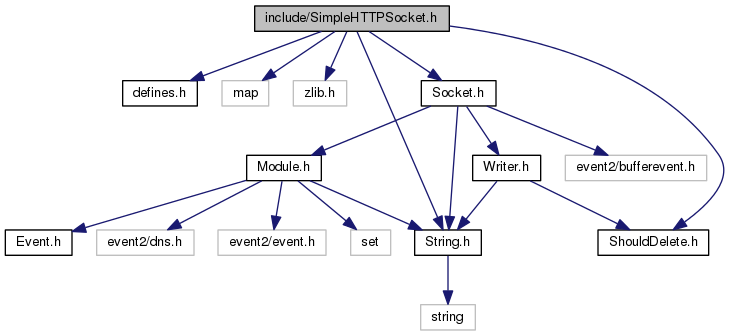 include/SimpleHTTPSocket.h
defines.h
map
zlib.h
Socket.h
Module.h
Writer.h
event2/bufferevent.h
Event.h
event2/dns.h
event2/event.h
set
String.h
ShouldDelete.h
string